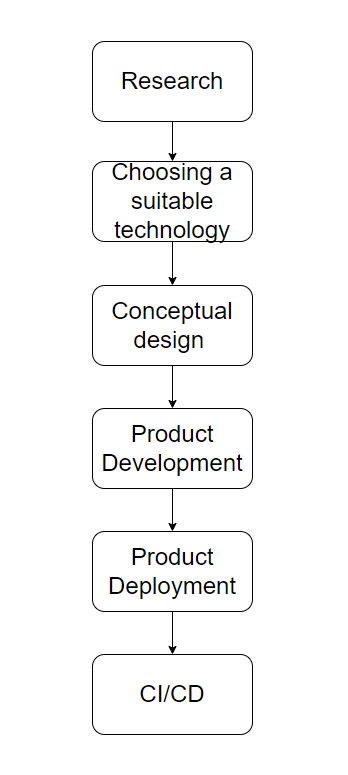 Research
Choosing a
suitable
technology
Conceptual
design
Product
Development
Product
Deployment
CI/CD